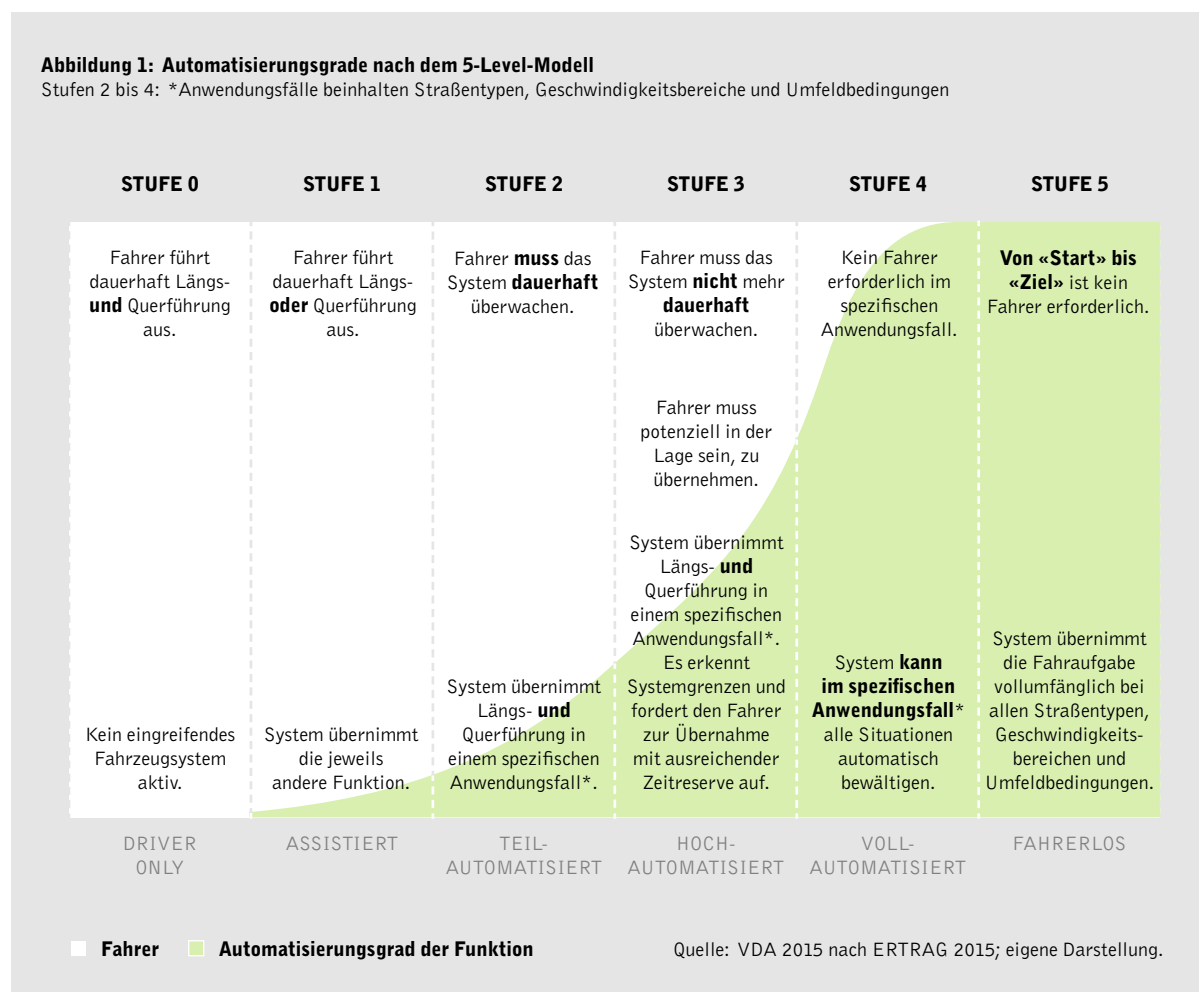 Abbildung 1: Automatisierungsgrade nach dem 5-Level-Modell
Stufen 2 bis 4: *Anwendungsfälle beinhalten Straßentypen, Geschwindigkeitsbereiche und Umfeldbedingungen
STUFE 0
Fahrer führt
dauerhaft Längs-
und Querführung
aus.
Kein eingreifendes
Fahrzeugsystem
aktiv.
DRIVER
ONLY
STUFE 1
Fahrer führt
dauerhaft Längs-
oder Querführung
aus.
System übernimmt
die jeweils
andere Funktion.
ASSISTIERT
STUFE 2
Fahrer muss das
System dauerhaft
überwachen.
System übernimmt
Längs- und
Querführung in
einem spezifischen
Anwendungsfall*.
TEIL-
AUTOMATISIERT
STUFE 3
Fahrer muss das
System nicht mehr
dauerhaft
überwachen.
Fahrer muss
potenziell in der
Lage sein, zu
übernehmen.
System übernimmt
Längs- und
Querführung in
einem spezifischen
Anwendungsfall*.
Es erkennt
Systemgrenzen und
fordert den Fahrer
zur Übernahme
mit ausreichender
Zeitreserve auf.
HOCH-
AUTOMATISIERT
STUFE 4
Kein Fahrer
erforderlich im
spezifischen
Anwendungsfall.
System kann
im spezifischen
Anwendungsfall*
alle Situationen
automatisch
bewältigen.
VOLL-
AUTOMATISIERT
STUFE 5
Von «Start» bis
«Ziel» ist kein
Fahrer erforderlich.
System übernimmt
die Fahraufgabe
vollumfänglich bei
allen Straßentypen,
Geschwindigkeits-
bereichen und
Umfeldbedingungen.
FAHRERLOS
Fahrer
Automatisierungsgrad der Funktion
Quelle: VDA 2015 nach ERTRAG 2015; eigene Darstellung.